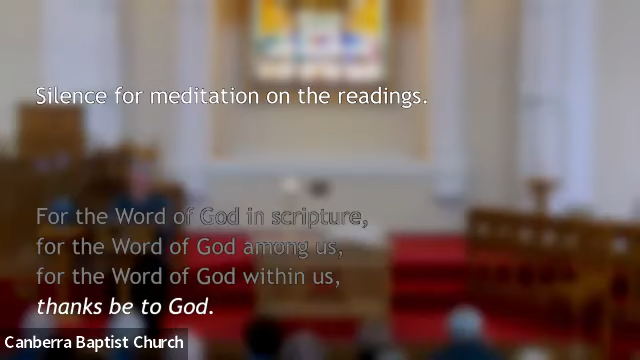 Silence for meditation on the readings.
For the Word of God in scripture,
for the Word of God among us,
for the Word of God within us,
thanks be to God.
Canberra Baptist Church